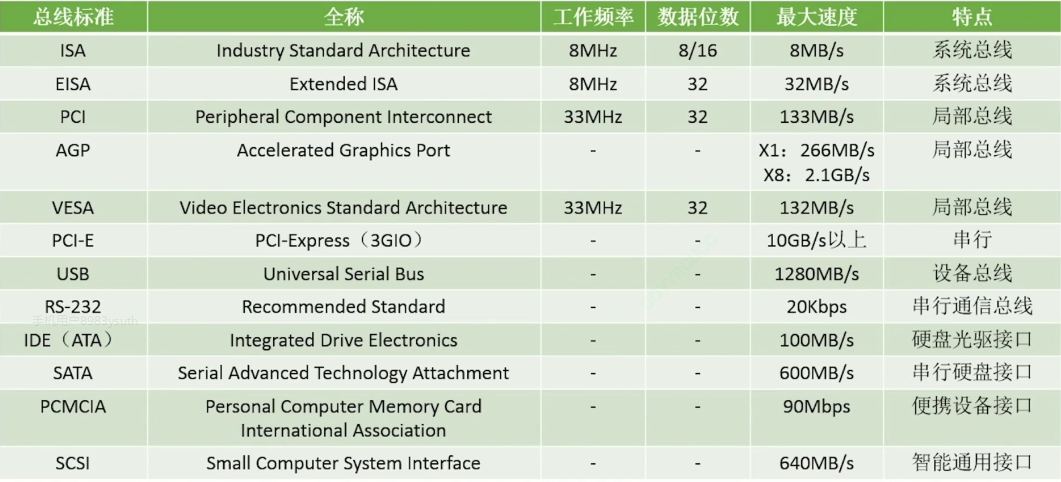 总线标准 全称 工作频率 数据位数 最大速度 特点
ISA Industry Standard Architecture 8MHz 8/16 8MB/s 系统总线
EISA Extended ISA 8MHz 32 32MB/s 系统总线
PCI Peripheral Component Interconnect 33MHz 32 133MB/s 局部总线
AGP Accelerated Graphics Port - - X1：266MB/s 局部总线
X8：2.1GB/s
VESA Video Electronics Standard Architecture 33MHz 32 132MB/s 局部总线
PCI-E PCI-Express（3GIO） - - 10GB/s以上 串行
USB Universal Serial Bus - - 1280MB/s 设备总线
RS-232 Recommended Standard - - 20Kbps 串行通信总线
IDE（ATA） Integrated Drive Electronics - - 100MB/s 硬盘光驱接口
SATA Serial Advanced Technology Attachment - - 600MB/s 串行硬盘接口
PCMCIA Personal Computer Memory Card - - 90Mbps 便携设备接口
International Association
SCSI Small Computer System Interface - - 640MB/s 智能通用接口